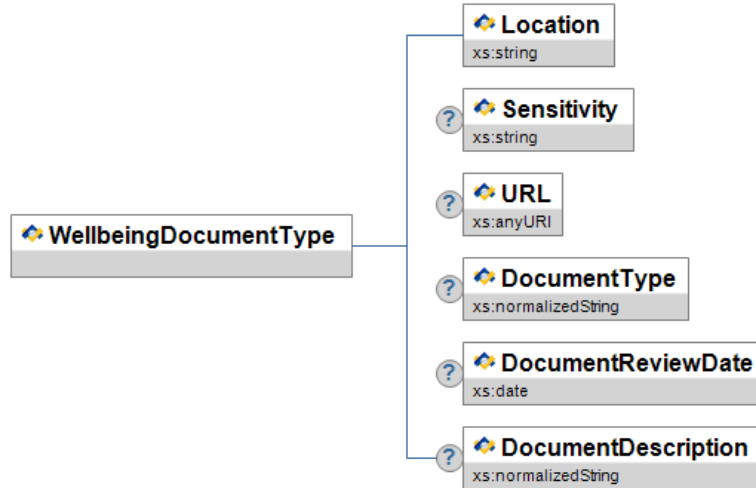 Location
xs:string
? Sensitivity
xs:string
? URL
xs:anyURI
WellbeingDocumentType
? DocumentType
xs:normalizedString
? DocumentReviewDate
xs:date
? DocumentDescription
xs:normalizedString